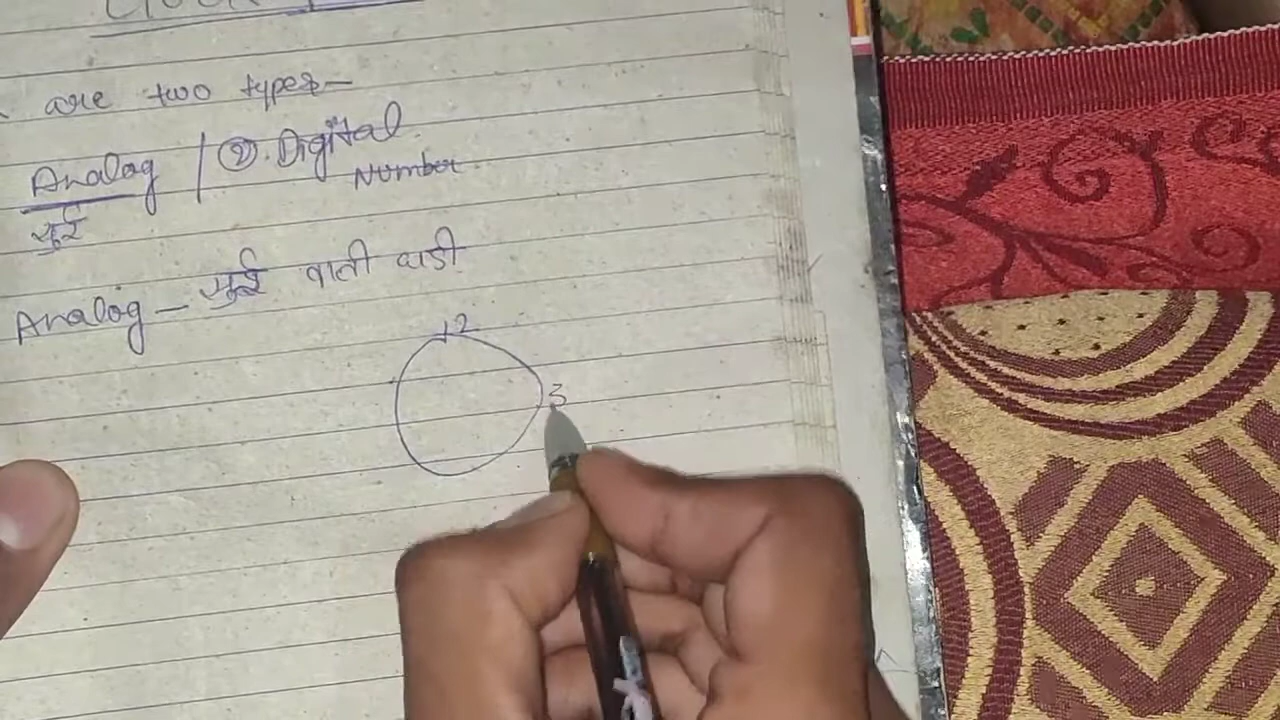 are two types-
Analog / ②. Digital
सुई Number
Analog - सुई वाली घडी
12
3